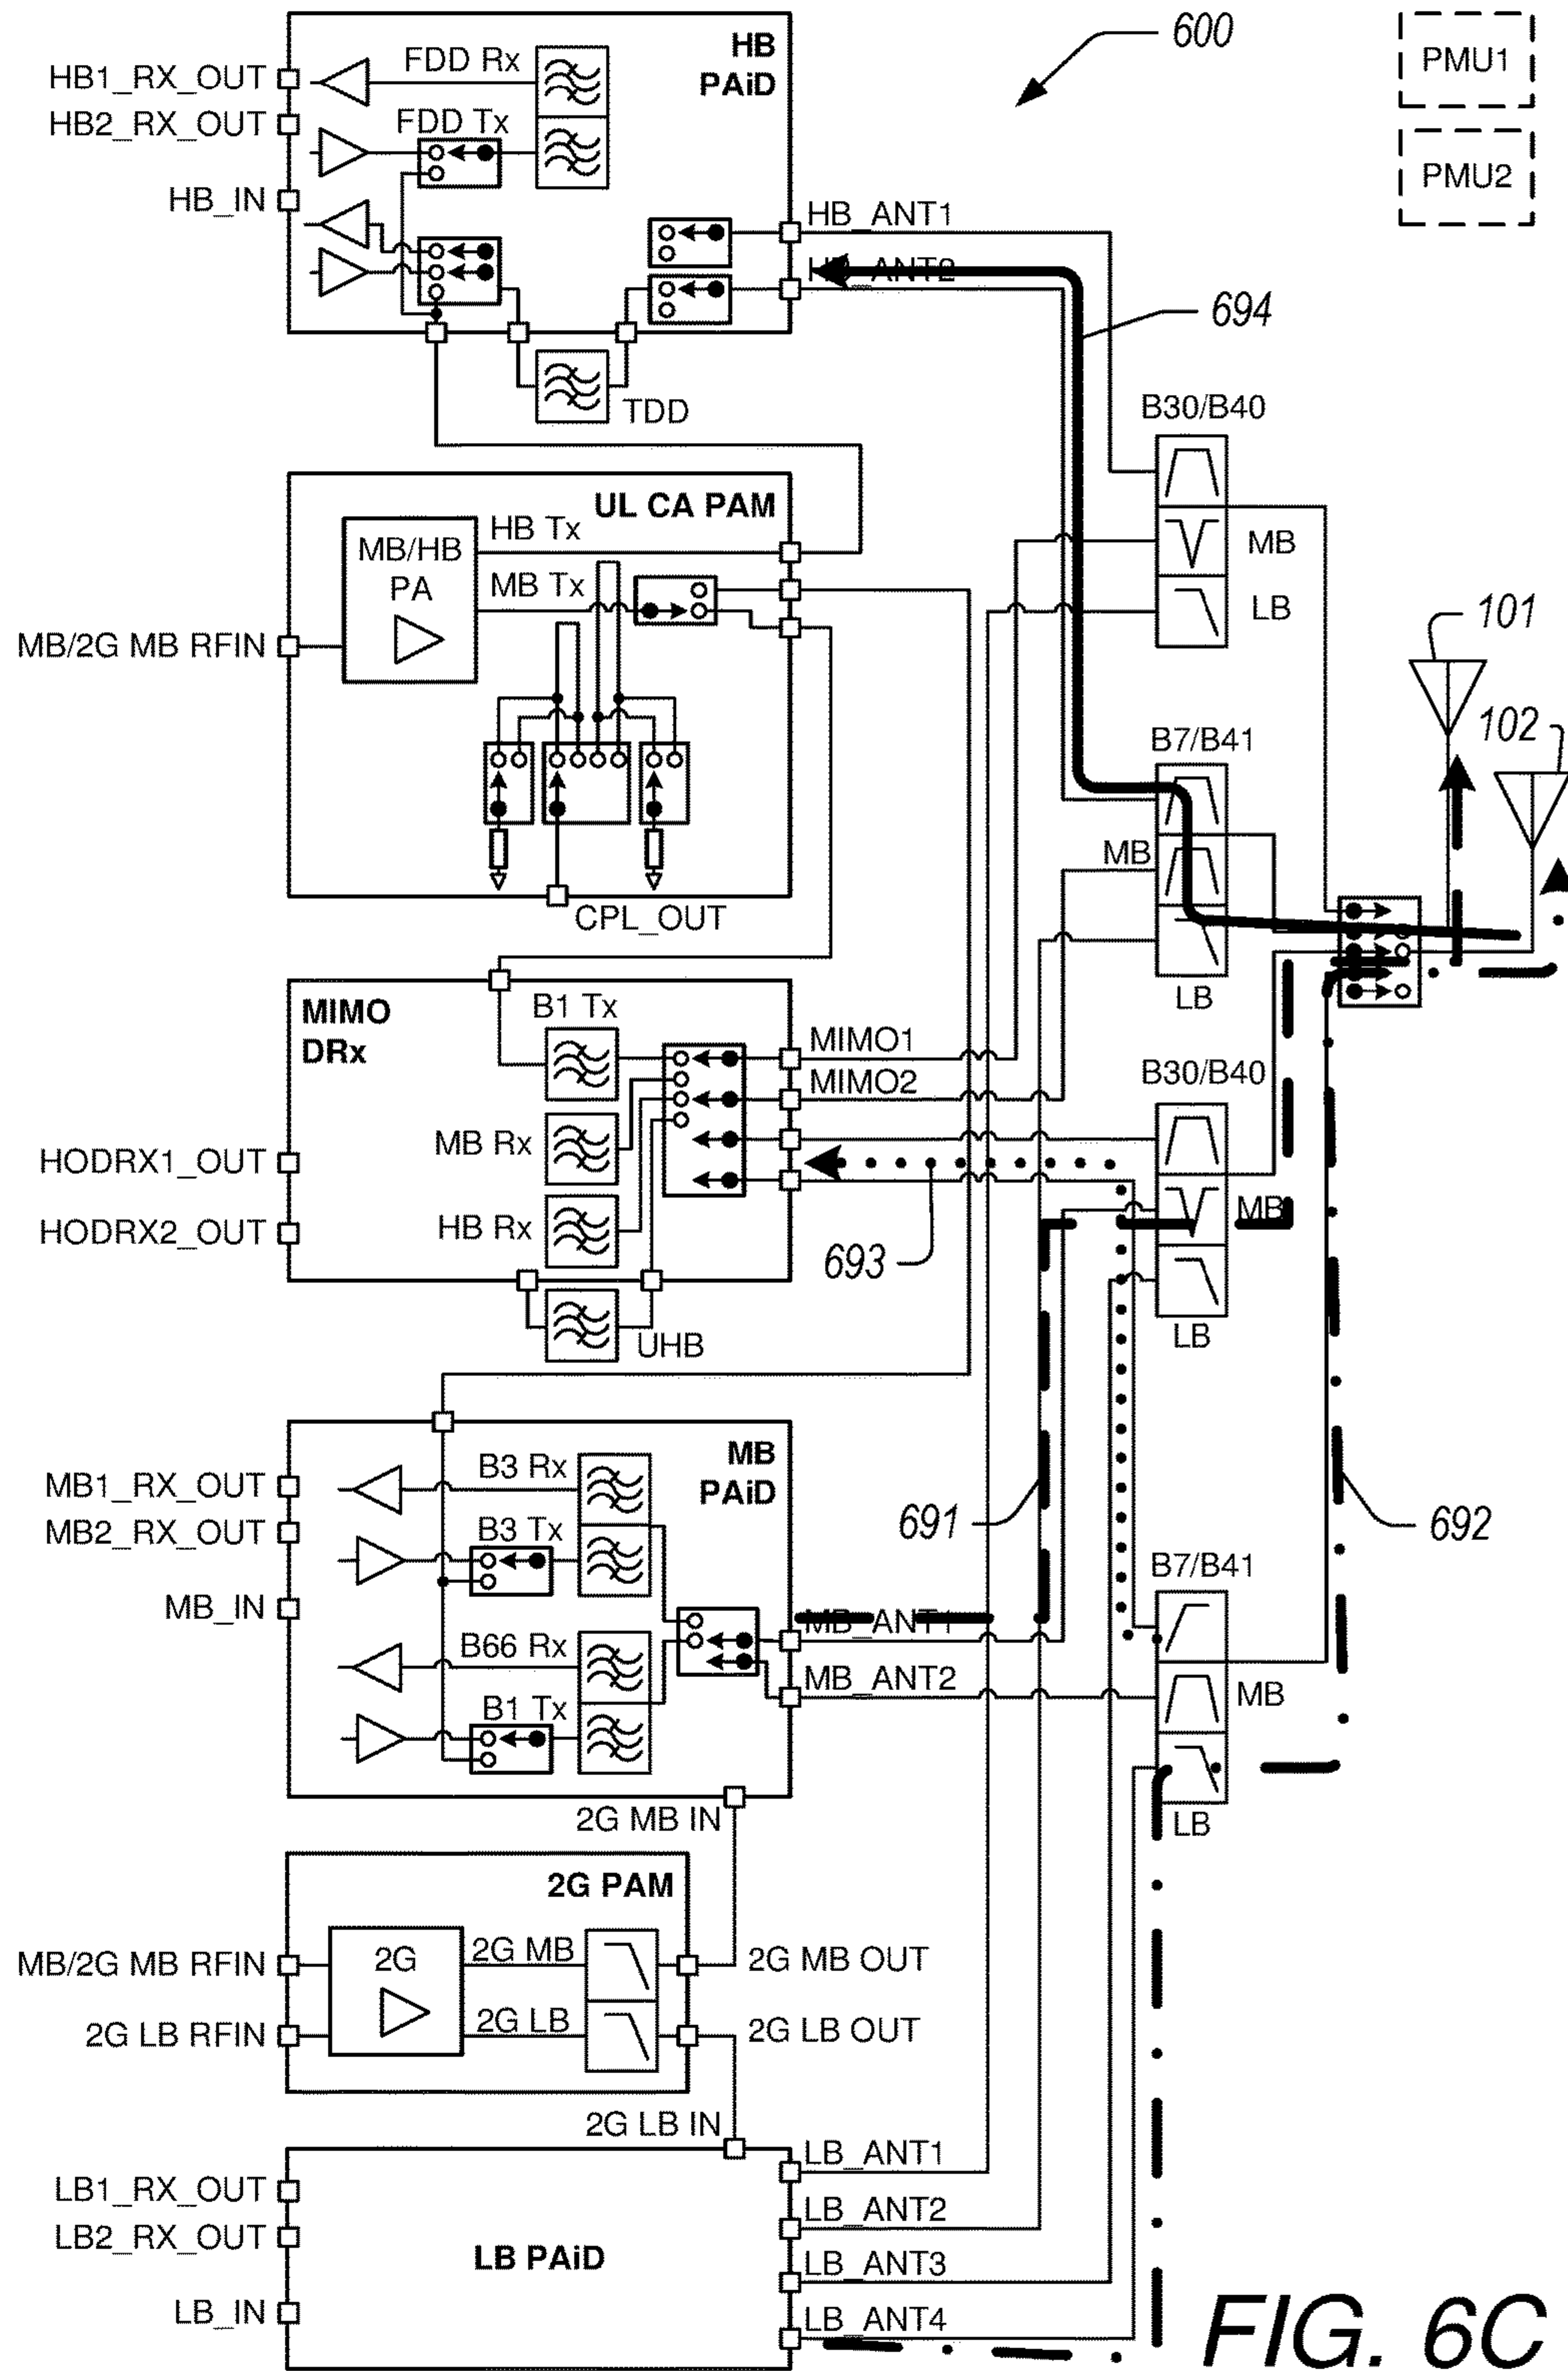 600
PMU1
PMU2
HB
PAiD
HB1_RX_OUT
HB2_RX_OUT
HB_IN
FDD Rx
FDD Tx
HB_ANT1
HB_ANT2
694
TDD
B30/B40
MB
LB
UL CA PAM
MB/HB
PA
HB Tx
MB Tx
MB/2G MB RFIN
CPL_OUT
101
102
B7/B41
MB
LB
MIMO
DRx
B1 Tx
MB Rx
HB Rx
UHB
HODRX1_OUT
HODRX2_OUT
MIMO1
MIMO2
693
B30/B40
MB
LB
MB
PAiD
MB1_RX_OUT
MB2_RX_OUT
MB_IN
B3 Rx
B3 Tx
B66 Rx
B1 Tx
MB_ANT1
MB_ANT2
691
692
B7/B41
MB
LB
2G MB IN
2G PAM
2G
2G MB
2G LB
MB/2G MB RFIN
2G LB RFIN
2G MB OUT
2G LB OUT
2G LB IN
LB PAiD
LB1_RX_OUT
LB2_RX_OUT
LB_IN
LB_ANT1
LB_ANT2
LB_ANT3
LB_ANT4
FIG. 6C